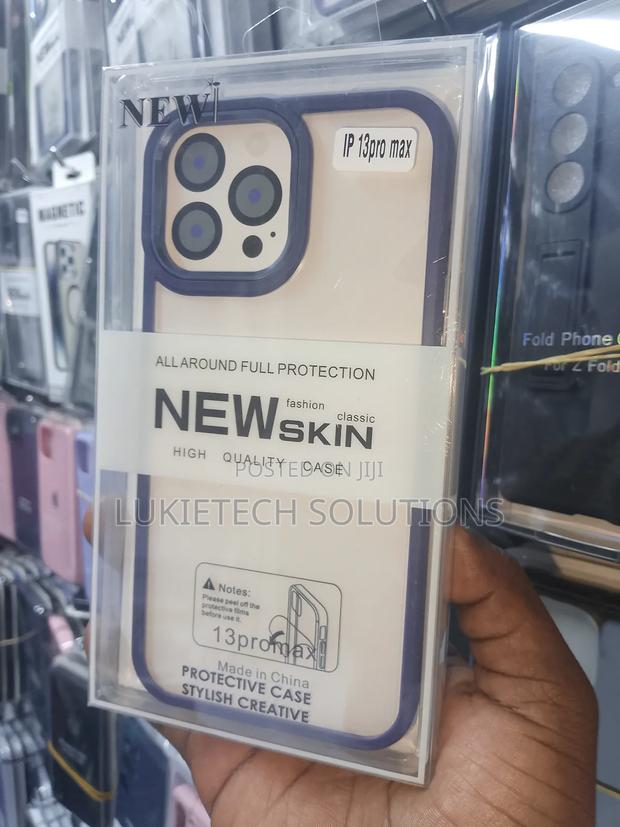 NEW
IP 13pro max
MAGNETIC
ALL AROUND FULL PROTECTION
NEWSKIN
fashion
classic
HIGH QUALITY CASE
POSTED ON JIJI
LUKIETECH SOLUTIONS
Fold Phone
For Z Fold
Notes:
Please peel off the
protective films
before use it.
13promax
Made in China
PROTECTIVE CASE
STYLISH CREATIVE